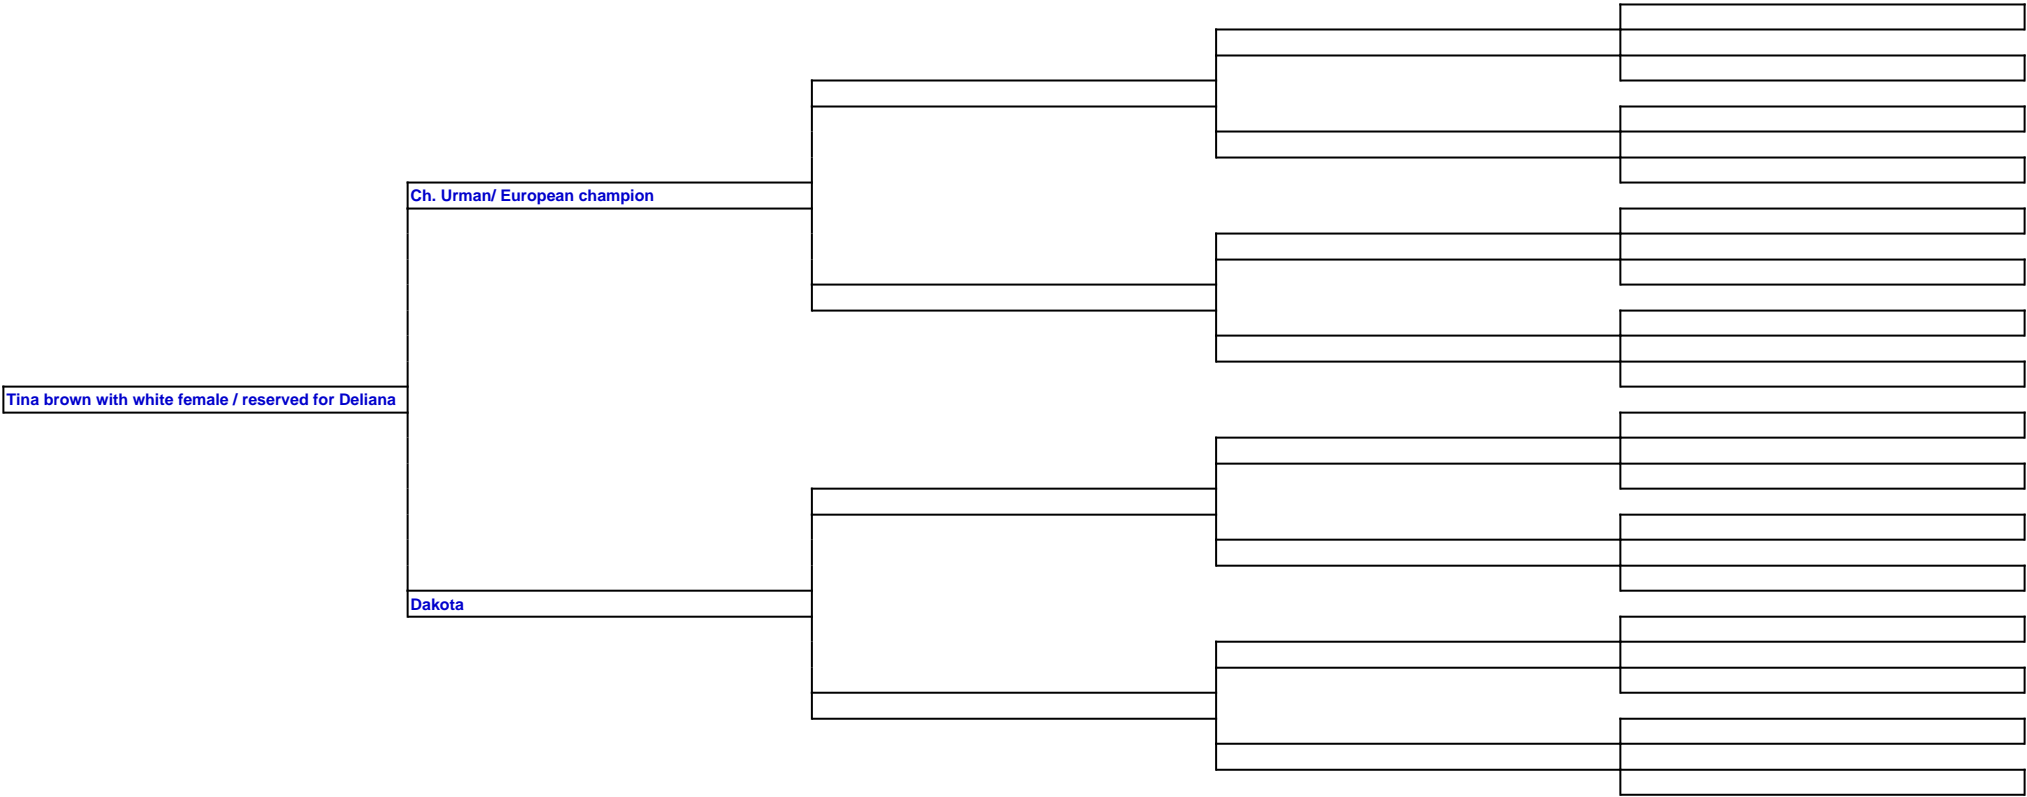 Ch. Urman/ European champion
Tina brown with white female / reserved for Deliana
Dakota